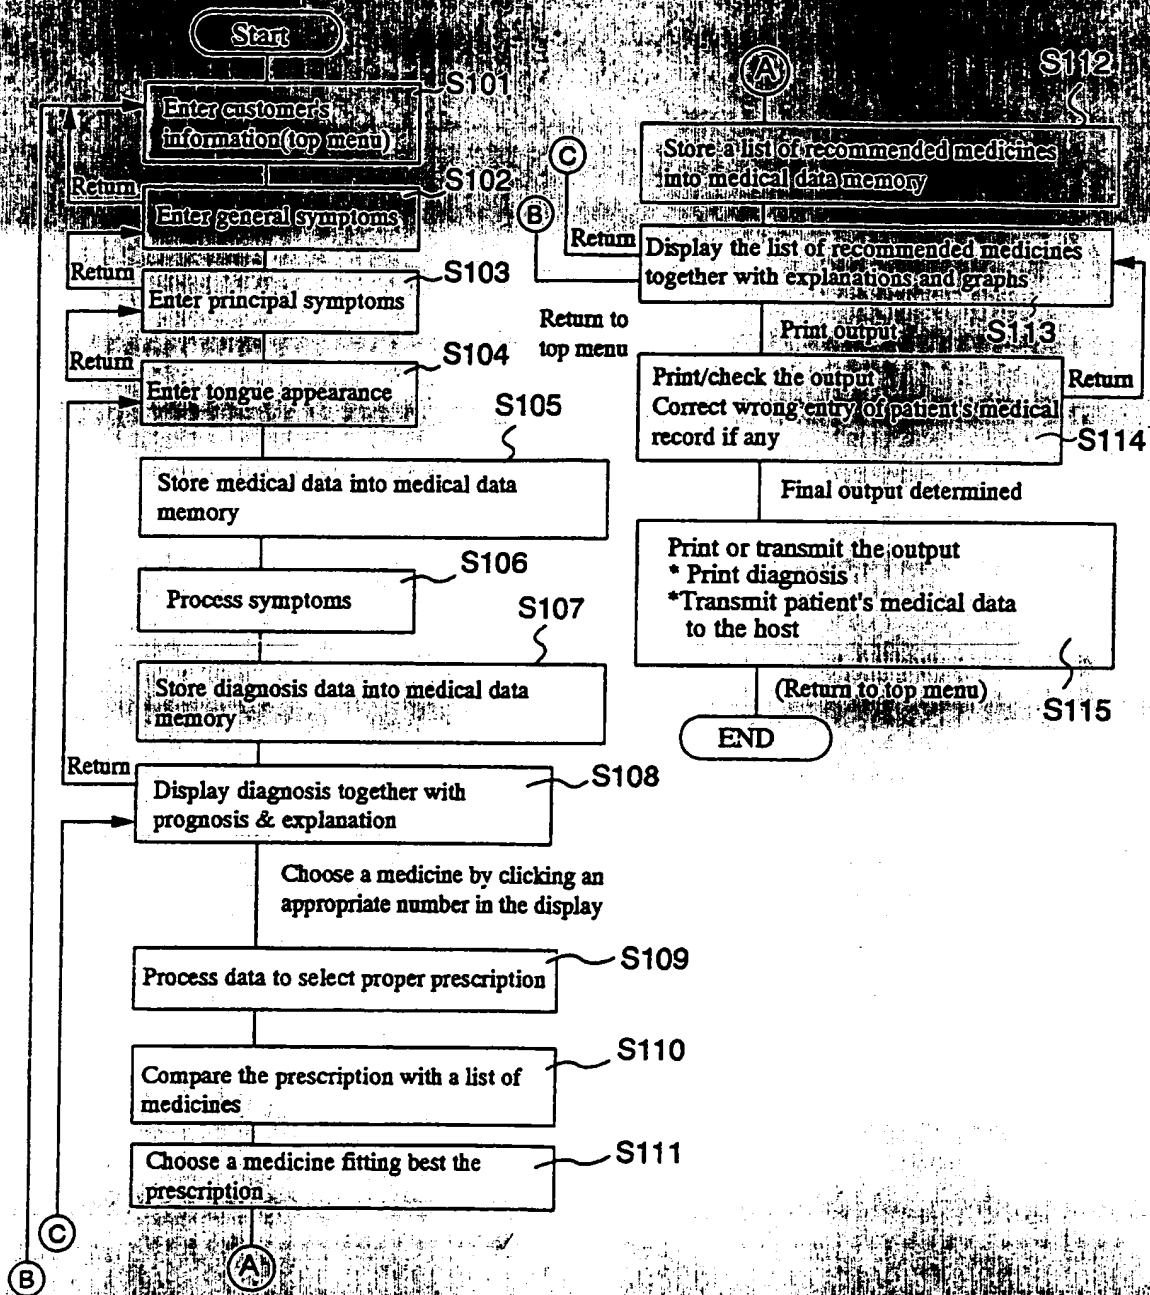 Start
S101
Enter customer's
information(top menu)
Return
S102
Enter general symptoms
Return
S103
Enter principal symptoms
Return
S104
Enter tongue appearance
S105
Store medical data into medical data
memory
S106
Process symptoms
S107
Store diagnosis data into medical data
memory
Return
S108
Display diagnosis together with
prognosis & explanation
Choose a medicine by clicking an
appropriate number in the display
S109
Process data to select proper prescription
S110
Compare the prescription with a list of
medicines
S111
Choose a medicine fitting best the
prescription
C
B
A
A
S112
Store a list of recommended medicines
into medical data memory
C
B
Return
Display the list of recommended medicines
together with explanations and graphs
S113
Return to
top menu
Print output
Print/check the output
Correct wrong entry of patient's medical
record if any
Return
S114
Final output determined
Print or transmit the output
* Print diagnosis
*Transmit patient's medical data
to the host
S115
(Return to top menu)
END